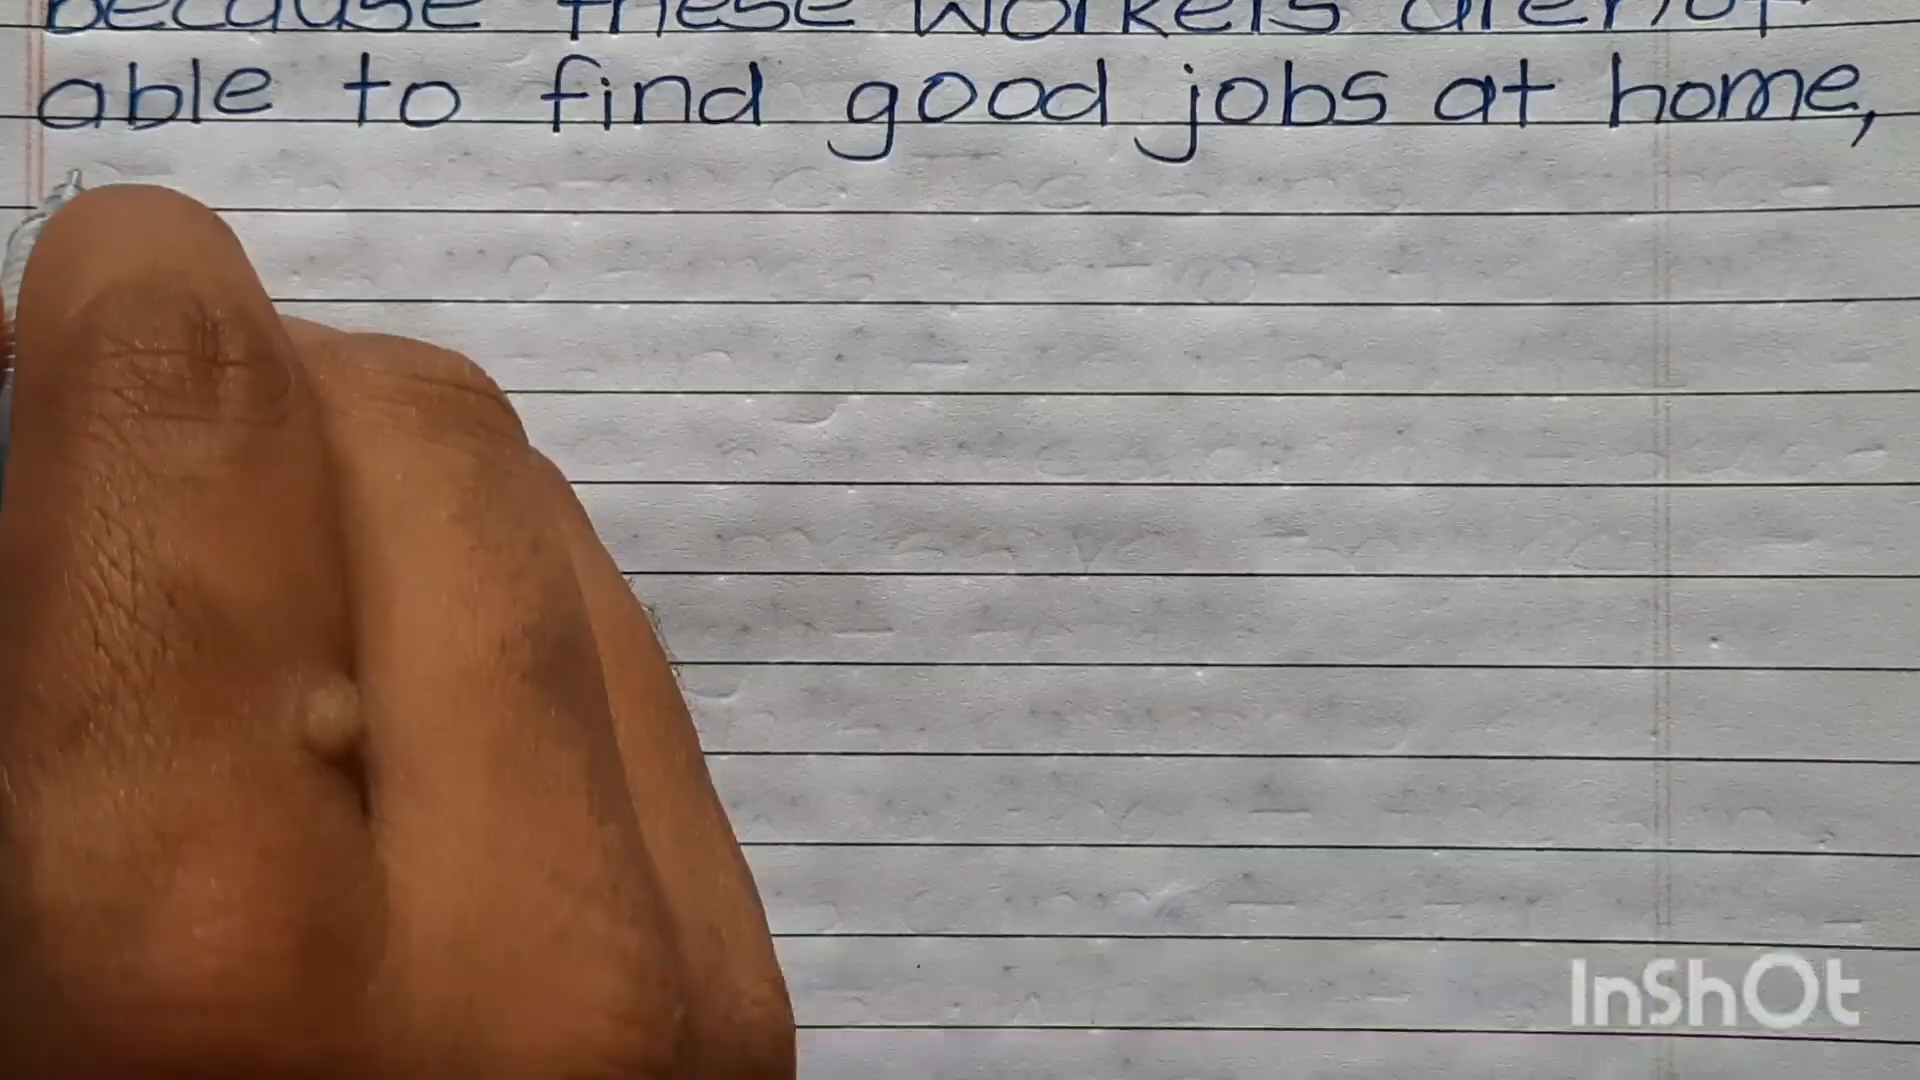 because these workers are not
able to find good jobs at home,
InShOt